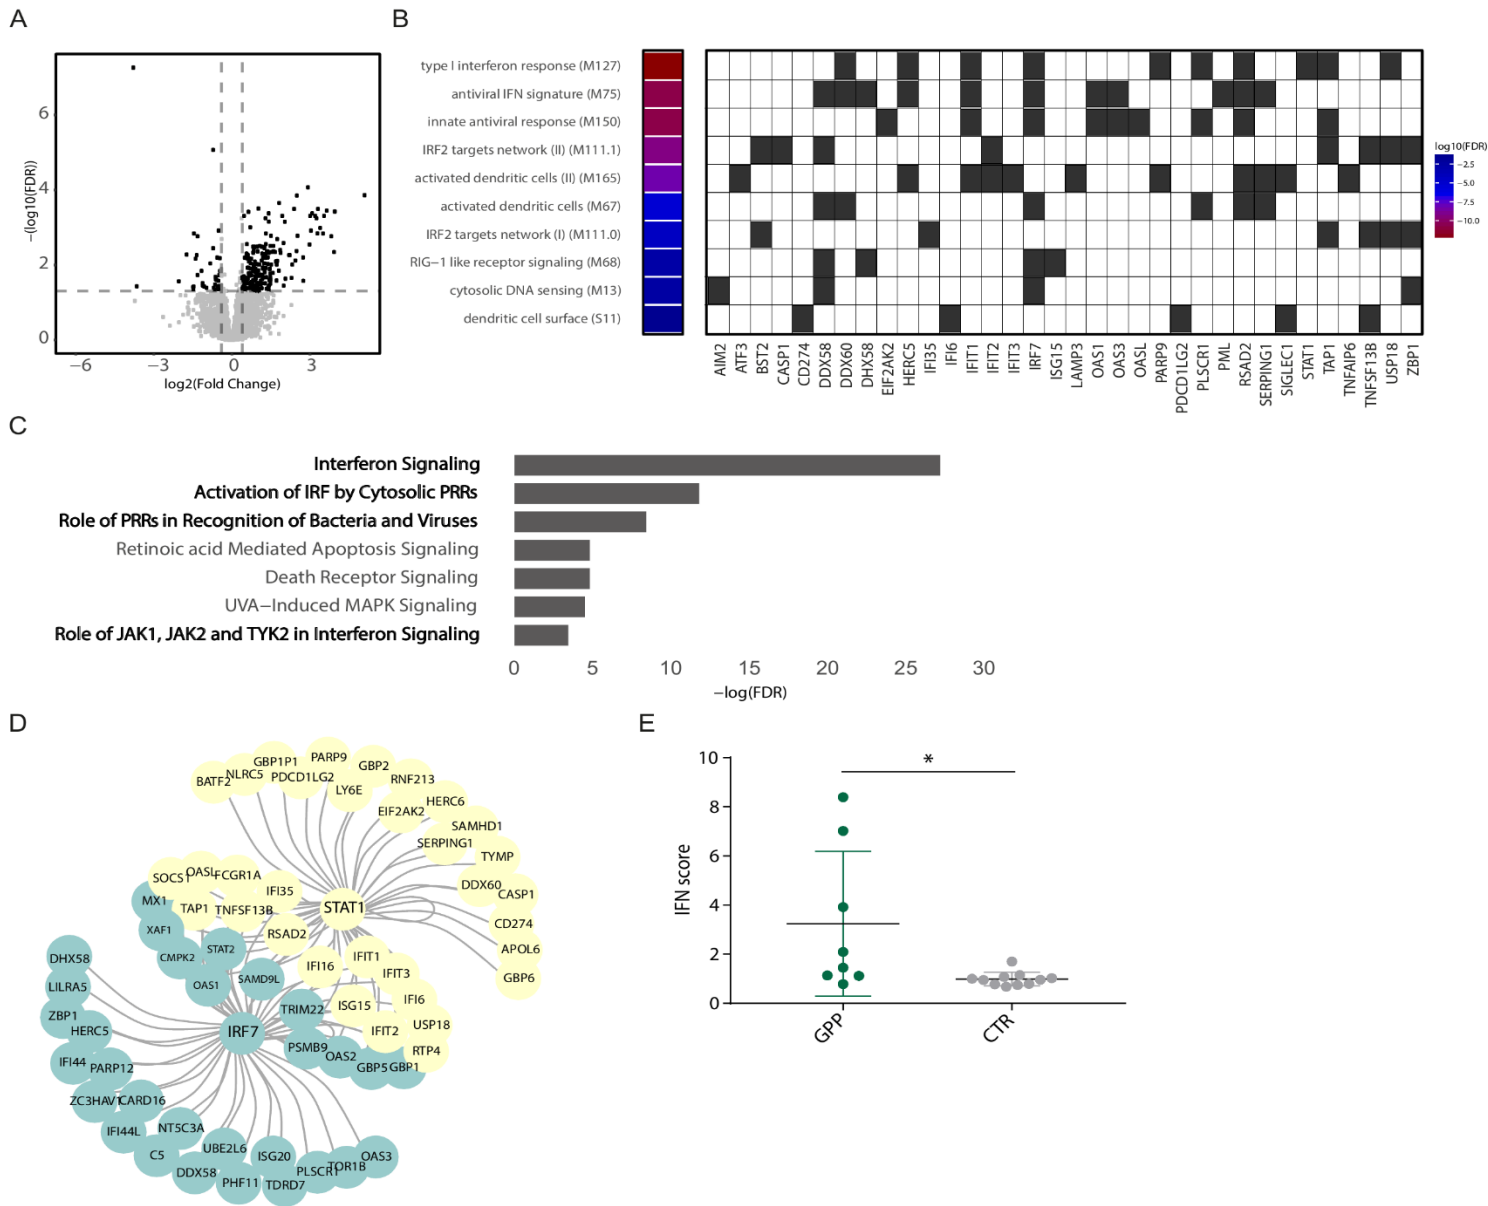 A
B
−(log10(FDR))
6
4
2
0
−6
−3
0
3
log2(Fold Change)
type I interferon response (M127)
antiviral IFN signature (M75)
innate antiviral response (M150)
IRF2 targets network (II) (M111.1)
activated dendritic cells (II) (M165)
activated dendritic cells (M67)
IRF2 targets network (I) (M111.0)
RIG−1 like receptor signaling (M68)
cytosolic DNA sensing (M13)
dendritic cell surface (S11)
AIM2
ATF3
BST2
CASP1
CD274
DDX58
DDX60
DHX58
EIF2AK2
HERC5
IFI35
IFI6
IFIT1
IFIT2
IFIT3
IRF7
ISG15
LAMP3
OAS1
OAS3
OASL
PARP9
PDCD1LG2
PLSCR1
PML
RSAD2
SERPING1
SIGLEC1
STAT1
TAP1
TNFAIP6
TNFSF13B
USP18
ZBP1
log10(FDR)
−2.5
−5.0
−7.5
−10.0
C
Interferon Signaling
Activation of IRF by Cytosolic PRRs
Role of PRRs in Recognition of Bacteria and Viruses
Retinoic acid Mediated Apoptosis Signaling
Death Receptor Signaling
UVA−Induced MAPK Signaling
Role of JAK1, JAK2 and TYK2 in Interferon Signaling
0
5
10
15
20
25
30
−log(FDR)
D
BATF2
NLRC5
GBP1P1
PDCD1LG2
PARP9
LY6E
GBP2
RNF213
EIF2AK2
HERC6
SAMHD1
SERPING1
TYMP
DDX60
CASP1
CD274
APOL6
GBP6
SOCS1
OASL
FCGR1A
IFI35
TAP1
TNFSF13B
RSAD2
STAT1
MX1
XAF1
CMPK2
STAT2
OAS1
SAMD9L
IFI16
IFIT1
IFIT3
IFI6
ISG15
USP18
IFIT2
RTP4
TRIM22
IRF7
PSMB9
OAS2
GBP5
GBP1
DHX58
LILRA5
ZBP1
HERC5
IFI44
PARP12
ZC3HAV1
CARD16
IFI44L
NT5C3A
C5
UBE2L6
DDX58
PHF11
ISG20
TDRD7
PLSCR1
TOR1B
OAS3
E
IFN score
10
8
6
4
2
0
*
GPP
CTR